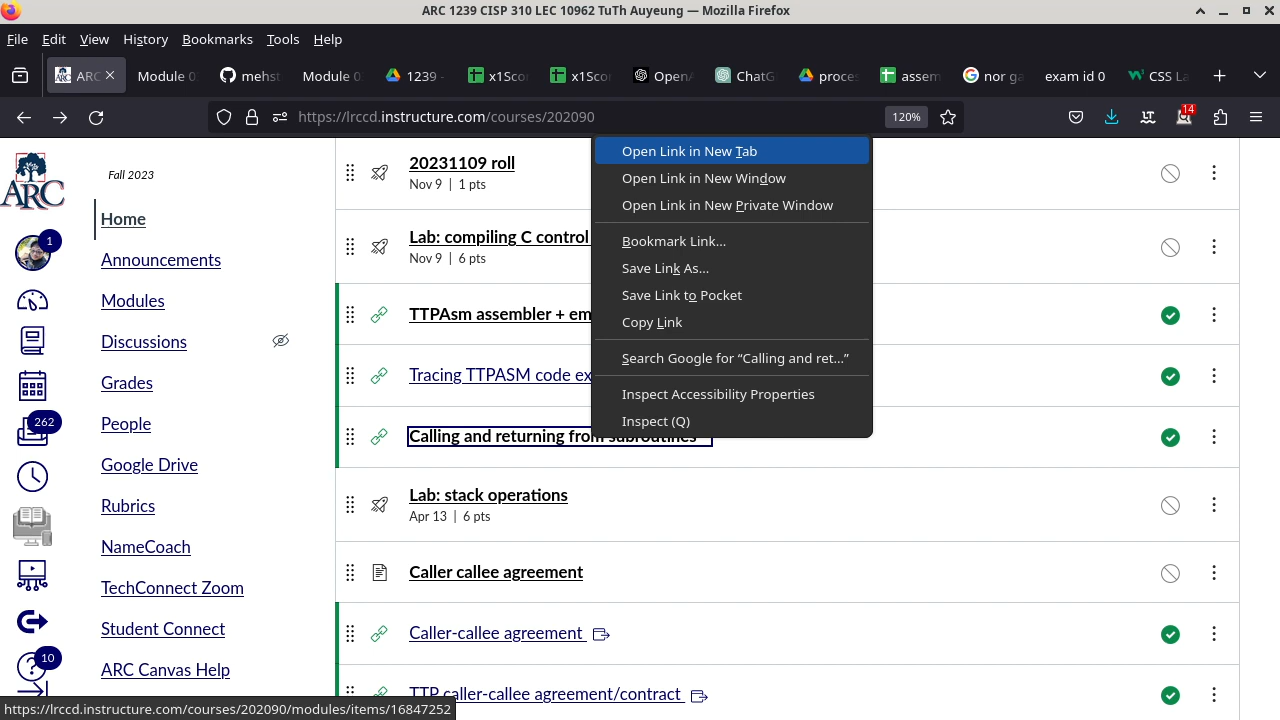 ARC 1239 CISP 310 LEC 10962 TuTh Auyeung — Mozilla Firefox
File Edit View History Bookmarks Tools Help
ARC Module 0 mehst Module 0 1239 - x1Scor x1Scor OpenA ChatG proces assem nor ga exam id 0 CSS La
https://lrccd.instructure.com/courses/202090 120% 14
ARC
Fall 2023
Home
Announcements
Modules
Discussions
Grades
People
Google Drive
Rubrics
NameCoach
TechConnect Zoom
Student Connect
ARC Canvas Help
1
262
10
20231109 roll
Nov 9 | 1 pts
Lab: compiling C control
Nov 9 | 6 pts
TTPAsm assembler + em
Tracing TTPASM code ex
Calling and returning from subroutines
Lab: stack operations
Apr 13 | 6 pts
Caller callee agreement
Caller-callee agreement
TTP caller-callee agreement/contract
Open Link in New Tab
Open Link in New Window
Open Link in New Private Window
Bookmark Link…
Save Link As…
Save Link to Pocket
Copy Link
Search Google for “Calling and ret…”
Inspect Accessibility Properties
Inspect (Q)
https://lrccd.instructure.com/courses/202090/modules/items/16847252